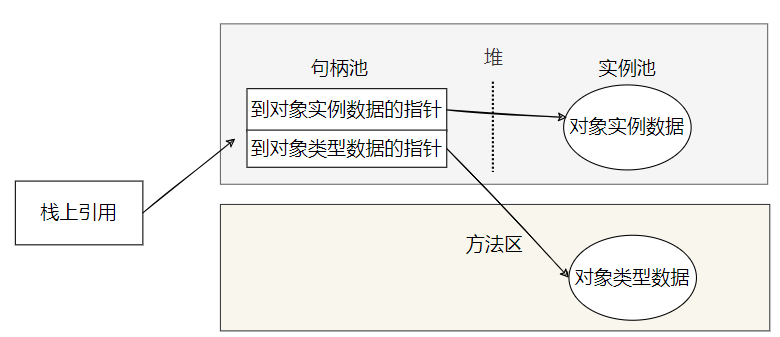 堆
句柄池
实例池
到对象实例数据的指针
对象实例数据
到对象类型数据的指针
栈上引用
方法区
对象类型数据